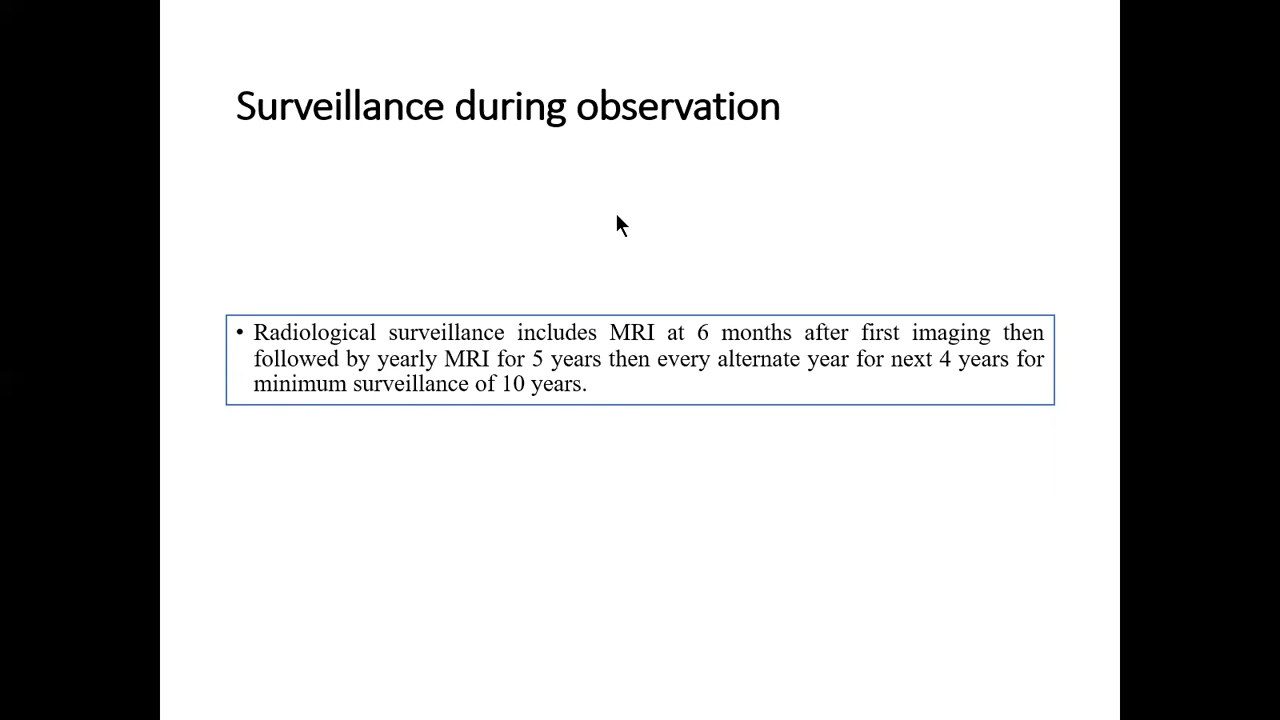 Surveillance during observation
• Radiological surveillance includes MRI at 6 months after first imaging then
followed by yearly MRI for 5 years then every alternate year for next 4 years for
minimum surveillance of 10 years.